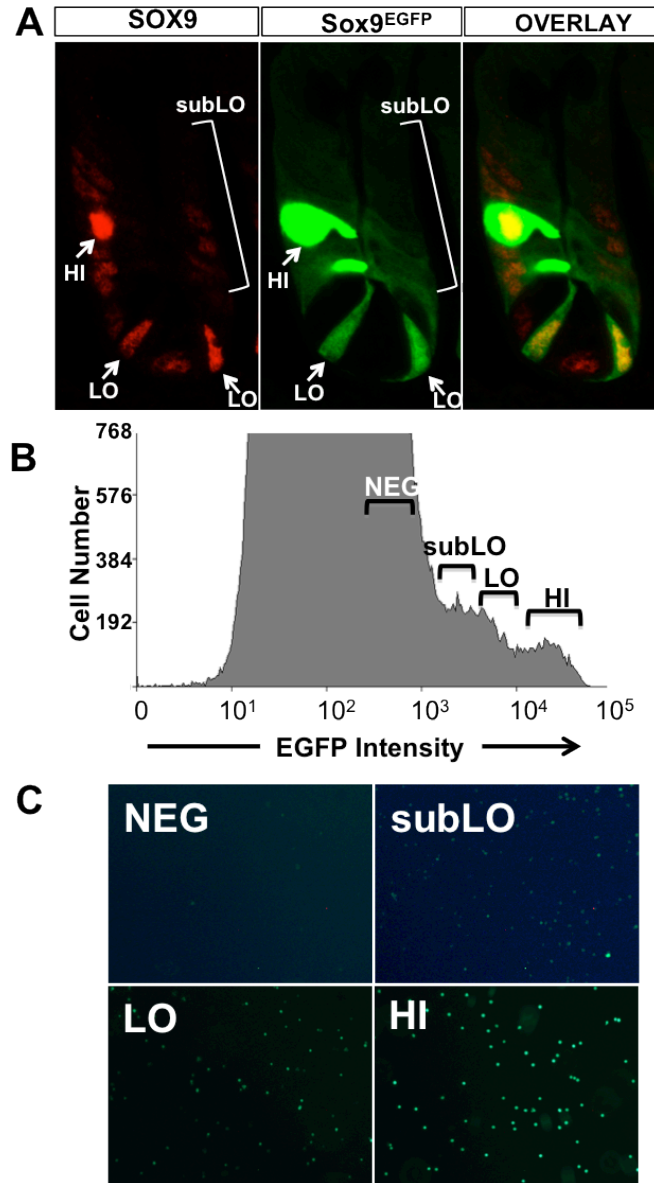 A
SOX9 Sox9EGFP OVERLAY
subLO subLO
HI HI
LO LO LO LO
B
768
576
384
192
Cell Number
NEG
subLO
LO
HI
0 10¹ 10² 10³ 10⁴ 10⁵
EGFP Intensity
C
NEG subLO
LO HI